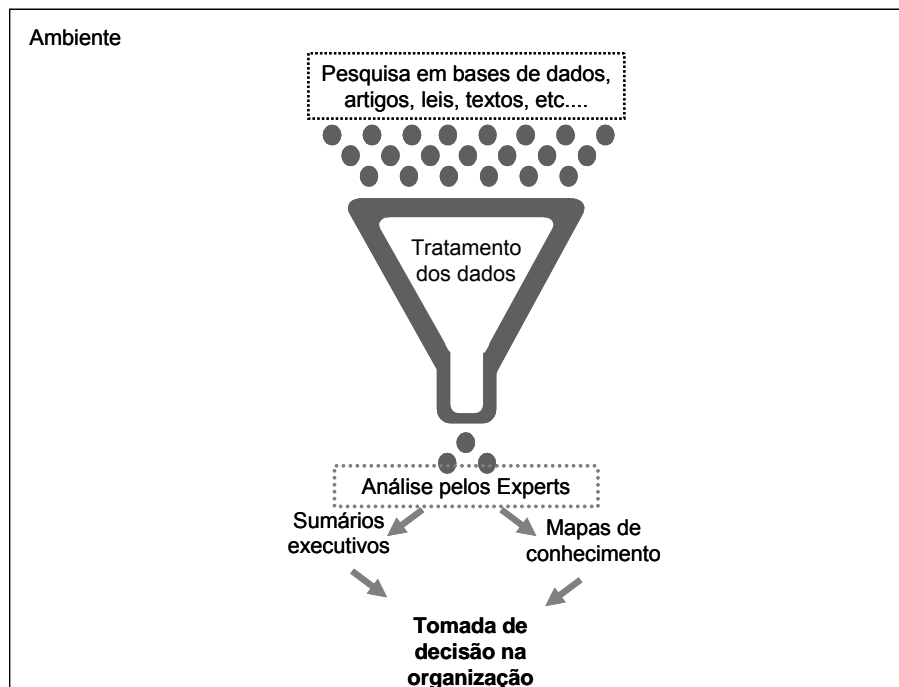 Ambiente
Pesquisa em bases de dados,
artigos, leis, textos, etc....
Tratamento
dos dados
Análise pelos Experts
Sumários
executivos
Mapas de
conhecimento
Tomada de
decisão na
organização